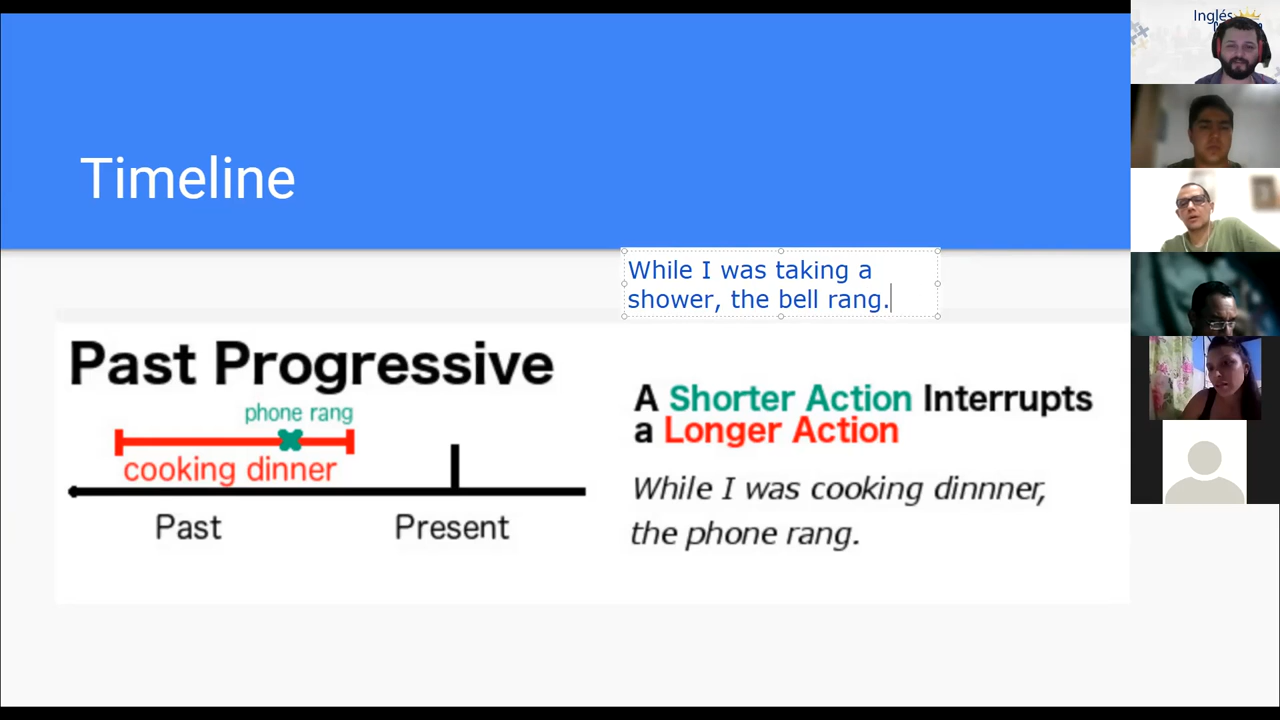 Inglés
Timeline
While I was taking a
shower, the bell rang.
Past Progressive
phone rang
cooking dinner
Past
Present
A Shorter Action Interrupts
a Longer Action
While I was cooking dinnner,
the phone rang.